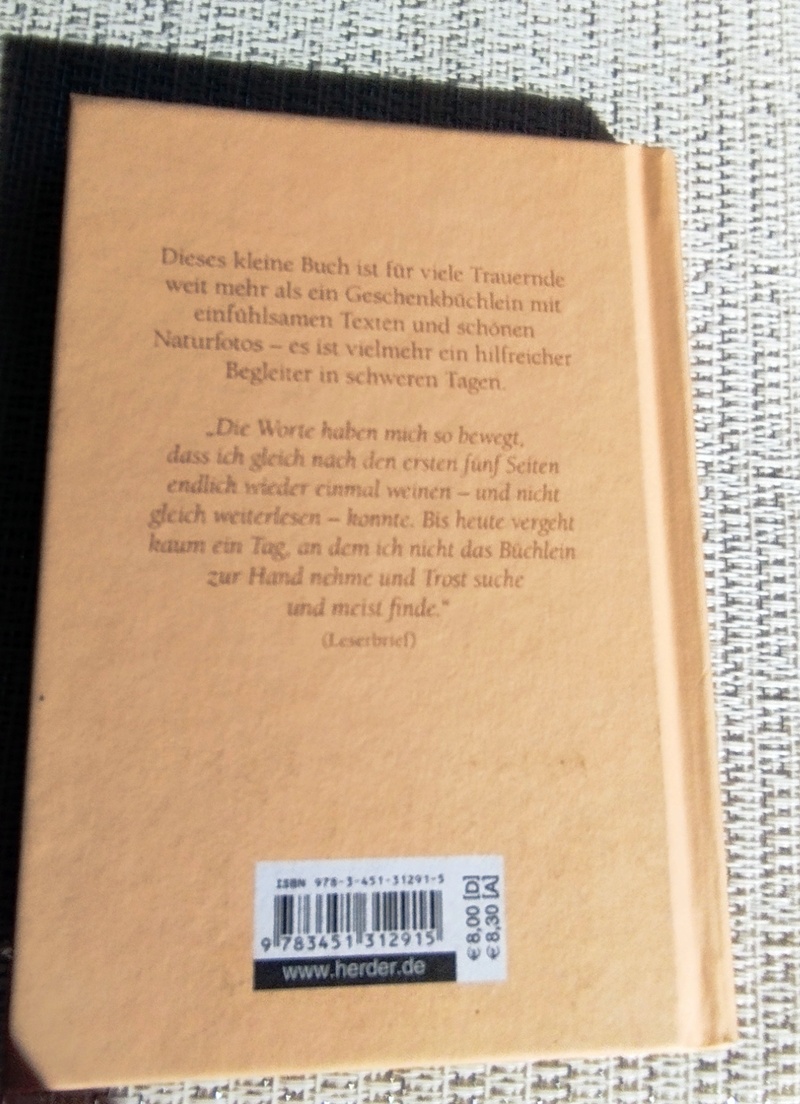 Dieses kleine Buch ist für viele Trauernde
weit mehr als ein Geschenkbüchlein mit
einfühlsamen Texten und schönen
Naturfotos – es ist vielmehr ein hilfreicher
Begleiter in schweren Tagen.
„Die Worte haben mich so bewegt,
dass ich gleich nach den ersten fünf Seiten
endlich wieder einmal weinen – und nicht
gleich weiterlesen – konnte. Bis heute vergeht
kaum ein Tag, an dem ich nicht das Büchlein
zur Hand nehme und Trost suche
und meist finde.“
(Leserbrief)
ISBN 978-3-451-31291-5
9 783451 312915
www.herder.de
€ 8,00 [D]
€ 8,30 [A]